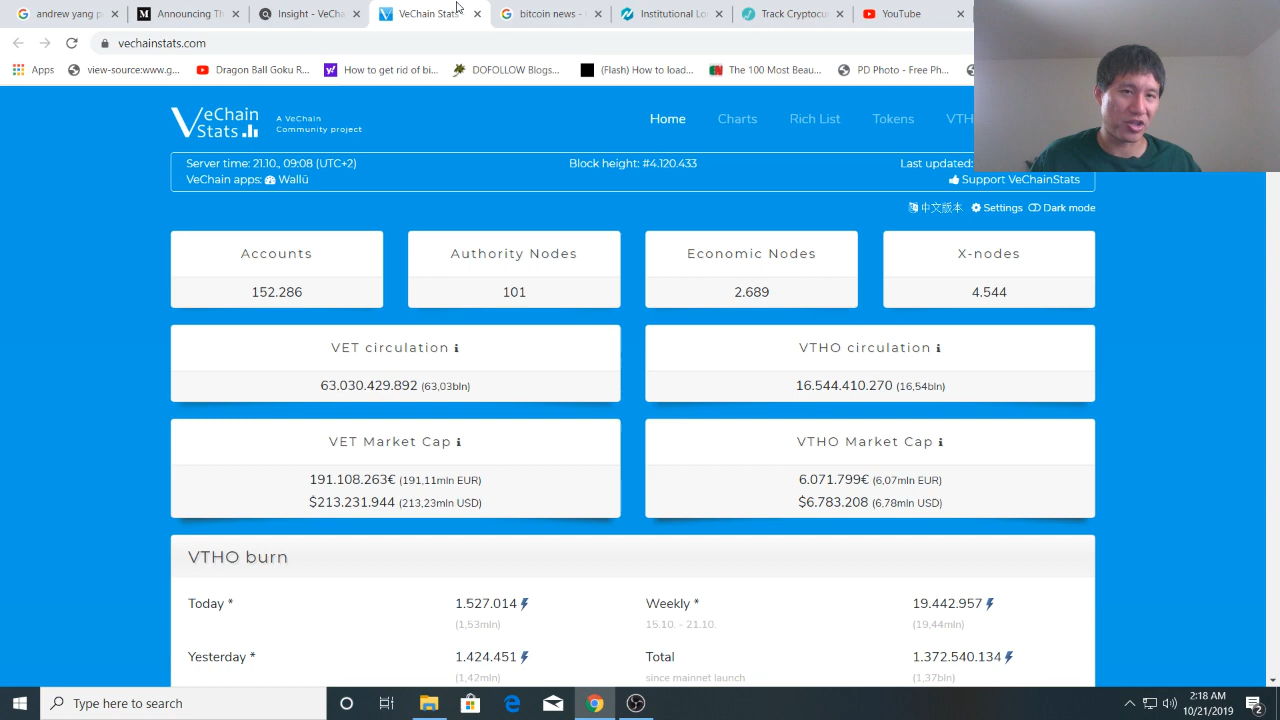 andrew yang p
Announcing Th
Insight - VeCha
VeChain Stats
bitcoin news -
Institutional Lo
Track Cryptocu
YouTube
vechainstats.com
Apps
view-source:www.g...
Dragon Ball Goku R...
How to get rid of bi...
DOFOLLOW Blogs...
(Flash) How to load...
The 100 Most Beau...
PD Photo - Free Ph...
VeChain
Stats
A VeChain
Community project
Home
Charts
Rich List
Tokens
VTH
Server time: 21.10., 09:08 (UTC+2)
Block height: #4.120.433
Last updated:
VeChain apps: Wallü
Support VeChainStats
中文版本
Settings
Dark mode
Accounts
152.286
Authority Nodes
101
Economic Nodes
2.689
X-nodes
4.544
VET circulation
63.030.429.892 (63,03bln)
VTHO circulation
16.544.410.270 (16,54bln)
VET Market Cap
191.108.263€ (191,11mln EUR)
$213.231.944 (213,23mln USD)
VTHO Market Cap
6.071.799€ (6,07mln EUR)
$6.783.208 (6,78mln USD)
VTHO burn
Today *
1.527.014
(1,53mln)
Weekly *
15.10. - 21.10.
19.442.957
(19,44mln)
Yesterday *
1.424.451
(1,42mln)
Total
since mainnet launch
1.372.540.134
(1,37bln)
Type here to search
2:18 AM
10/21/2019
2